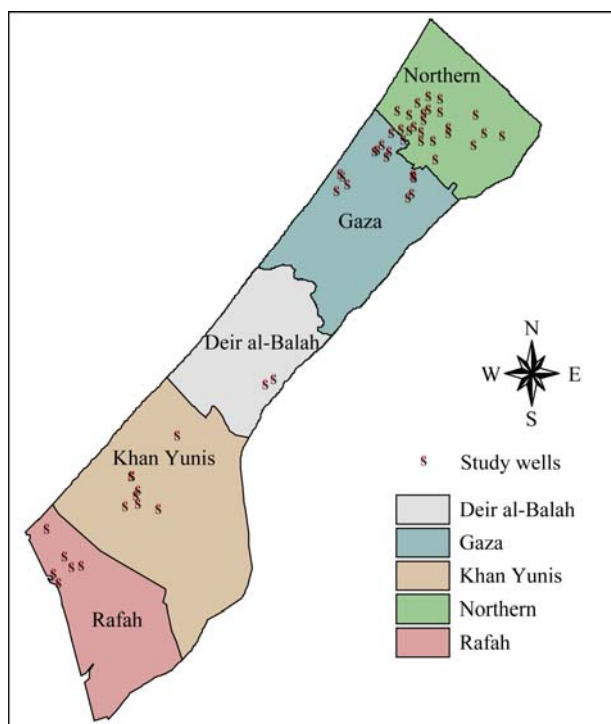 Northern
Gaza
Deir al-Balah
Khan Yunis
Rafah
N
W E
S
s Study wells
Deir al-Balah
Gaza
Khan Yunis
Northern
Rafah